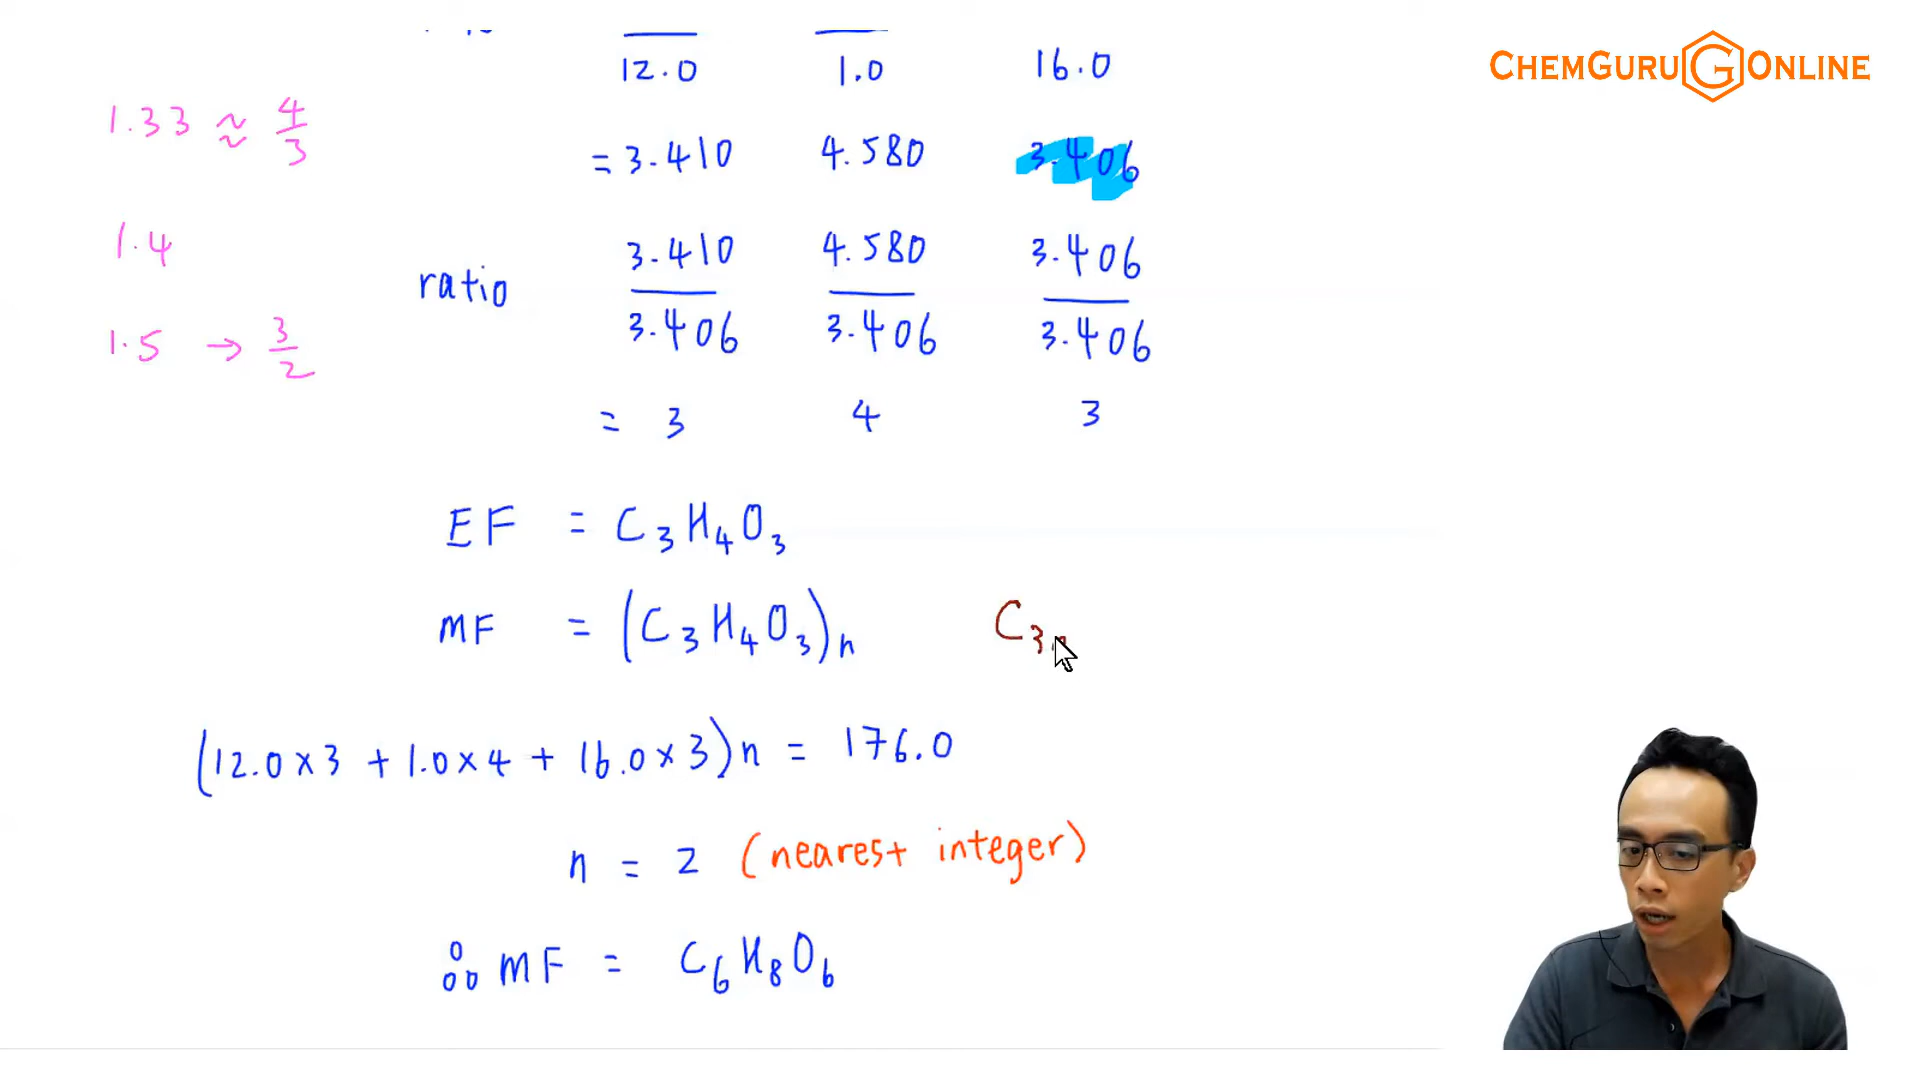 CHEMGURU G ONLINE
12.0 1.0 16.0
1.33 ≈ 4/3
= 3.410 4.580 3.406
1.4
ratio 3.410/3.406 4.580/3.406 3.406/3.406
1.5 → 3/2
= 3 4 3
EF = C₃H₄O₃
MF = (C₃H₄O₃)n C₃
(12.0 × 3 + 1.0 × 4 + 16.0 × 3)n = 176.0
n = 2 (nearest integer)
∴ MF = C₆H₈O₆